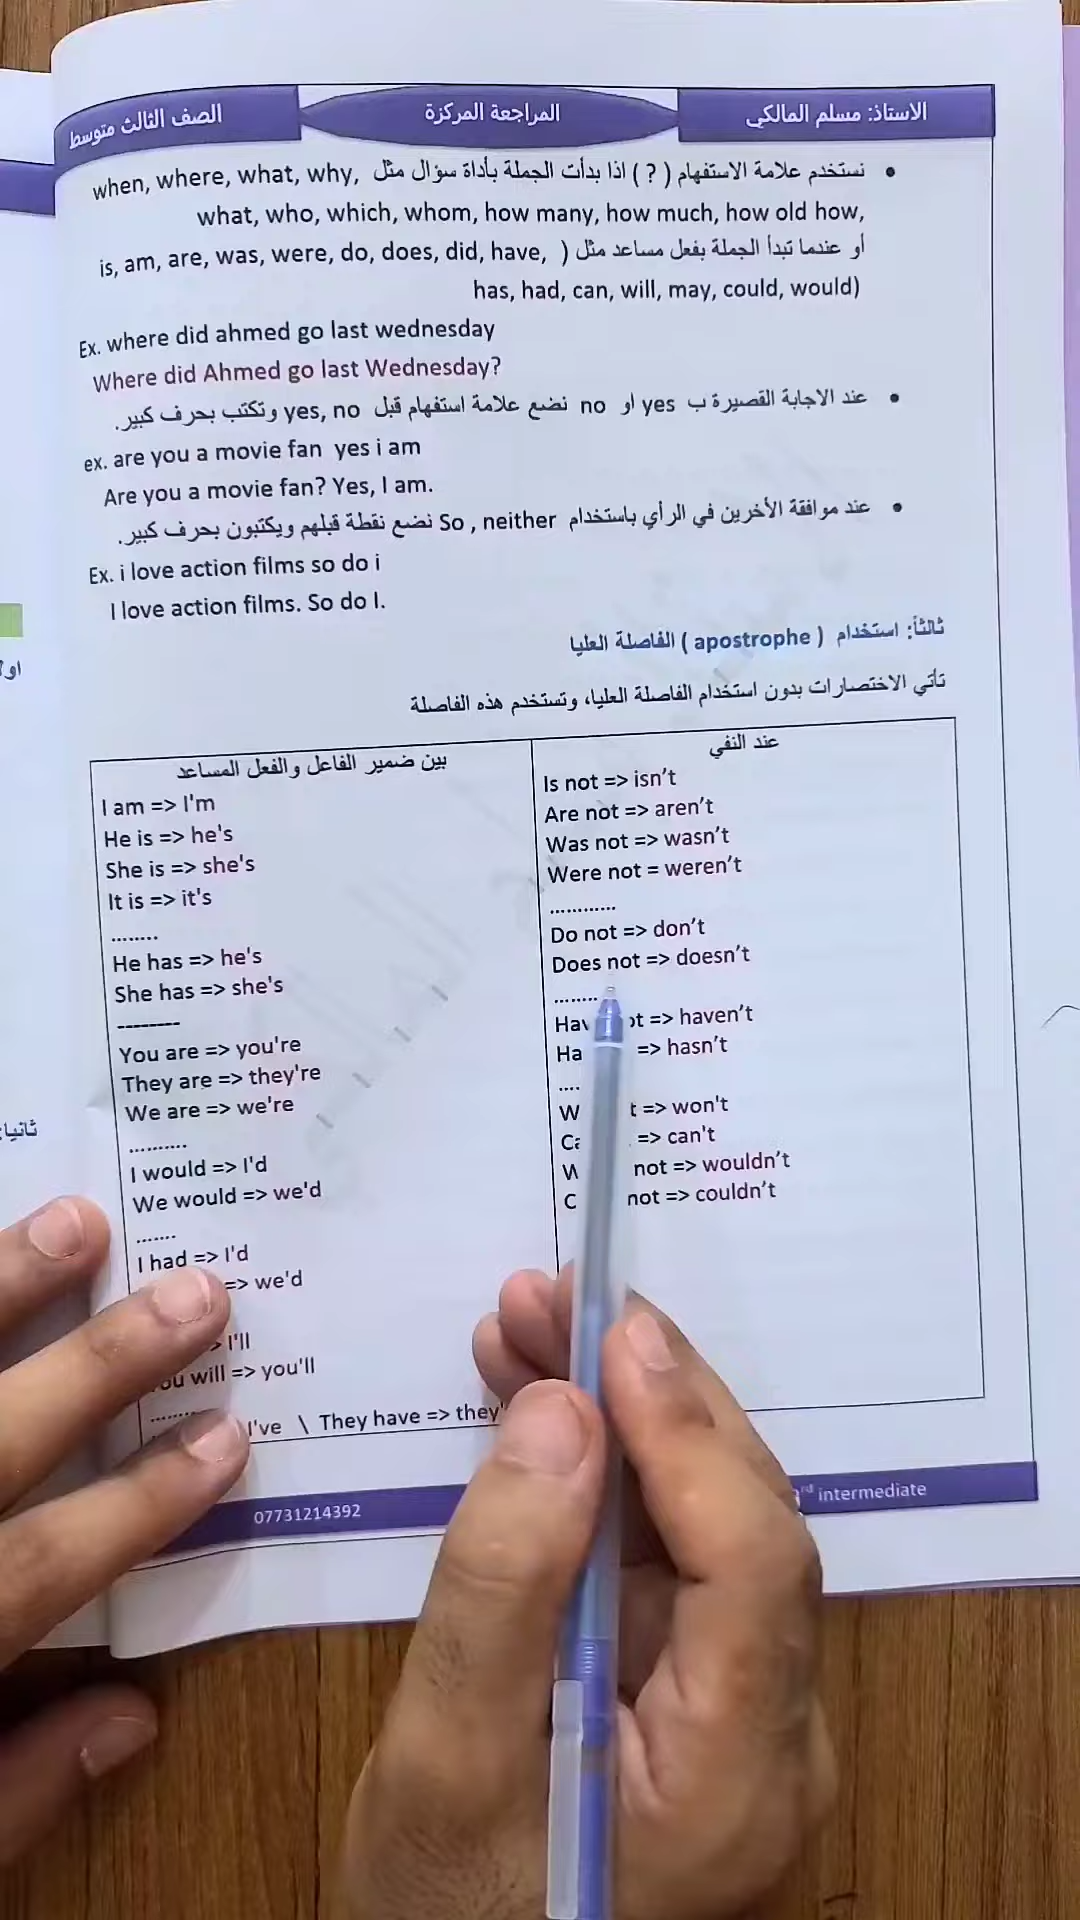 الاستاذ: مسلم المالكي
المراجعة المركزة
الصف الثالث متوسط
نستخدم علامة الاستفهام ( ? ) اذا بدأت الجملة بأداة سؤال مثل when, where, what, why,
what, who, which, whom, how many, how much, how old how,
أو عندما تبدأ الجملة بفعل مساعد مثل ( is, am, are, was, were, do, does, did, have,
has, had, can, will, may, could, would)
Ex. where did ahmed go last wednesday
Where did Ahmed go last Wednesday?
عند الاجابة القصيرة ب yes او no نضع علامة استفهام قبل yes, no وتكتب بحرف كبير.
ex. are you a movie fan yes i am
Are you a movie fan? Yes, I am.
عند موافقة الأخرين في الرأي باستخدام So , neither نضع نقطة قبلهم ويكتبون بحرف كبير.
Ex. i love action films so do i
I love action films. So do I.
ثالثاً: استخدام ( apostrophe ) الفاصلة العليا
تأتي الاختصارات بدون استخدام الفاصلة العليا، وتستخدم هذه الفاصلة
عند النفي
Is not => isn't
Are not => aren't
Was not => wasn't
Were not = weren't
............
Do not => don't
Does not => doesn't
........
=> haven't
=> hasn't
....
=> won't
=> can't
not => wouldn't
not => couldn't
بين ضمير الفاعل والفعل المساعد
I am => I'm
He is => he's
She is => she's
It is => it's
........
He has => he's
She has => she's
--------
You are => you're
They are => they're
We are => we're
..........
I would => I'd
We would => we'd
.......
I had => I'd
=> we'd
> I'll
will => you'll
........
I've \ They have =>
07731214392
3rd intermediate
ثانيا: